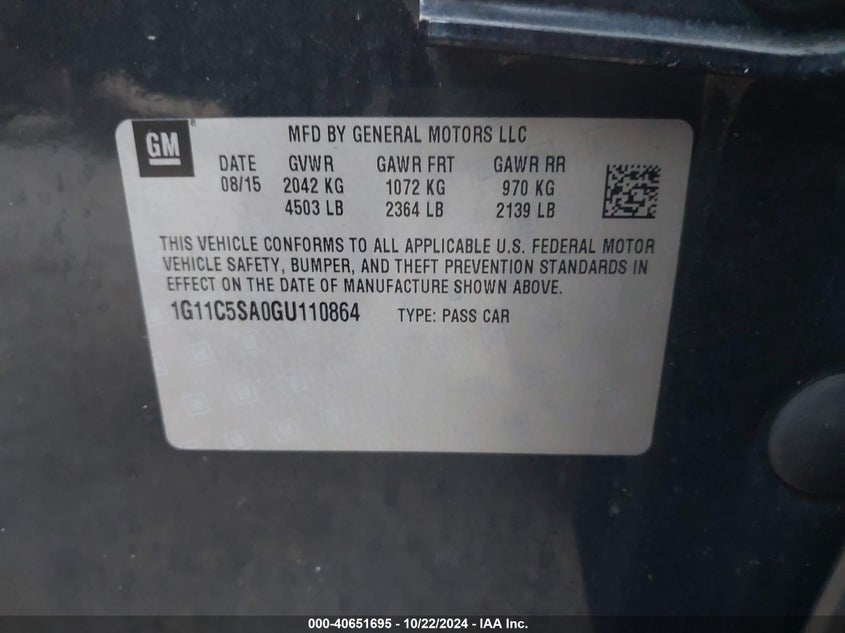 GM
MFD BY GENERAL MOTORS LLC
DATE GVWR GAWR FRT GAWR RR
08/15 2042 KG 1072 KG 970 KG
4503 LB 2364 LB 2139 LB
THIS VEHICLE CONFORMS TO ALL APPLICABLE U.S. FEDERAL MOTOR
VEHICLE SAFETY, BUMPER, AND THEFT PREVENTION STANDARDS IN
EFFECT ON THE DATE OF MANUFACTURE SHOWN ABOVE.
1G11C5SA0GU110864 TYPE: PASS CAR
000-40651695 - 10/22/2024 - IAA Inc.